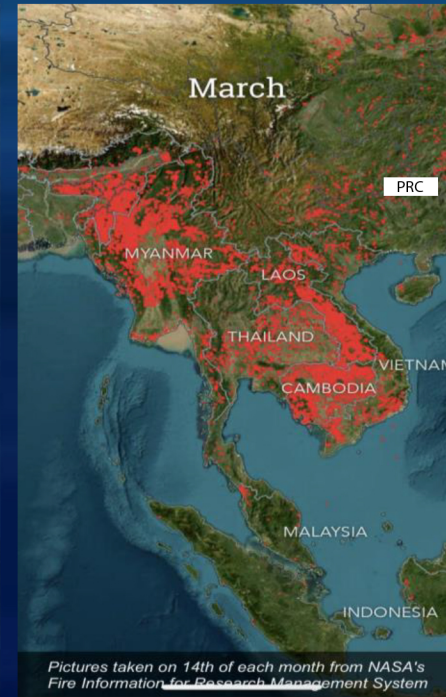 March
PRC
MYANMAR
LAOS
THAILAND
VIETNAM
CAMBODIA
MALAYSIA
INDONESIA
Pictures taken on 14th of each month from NASA's
Fire Information for Research Management System